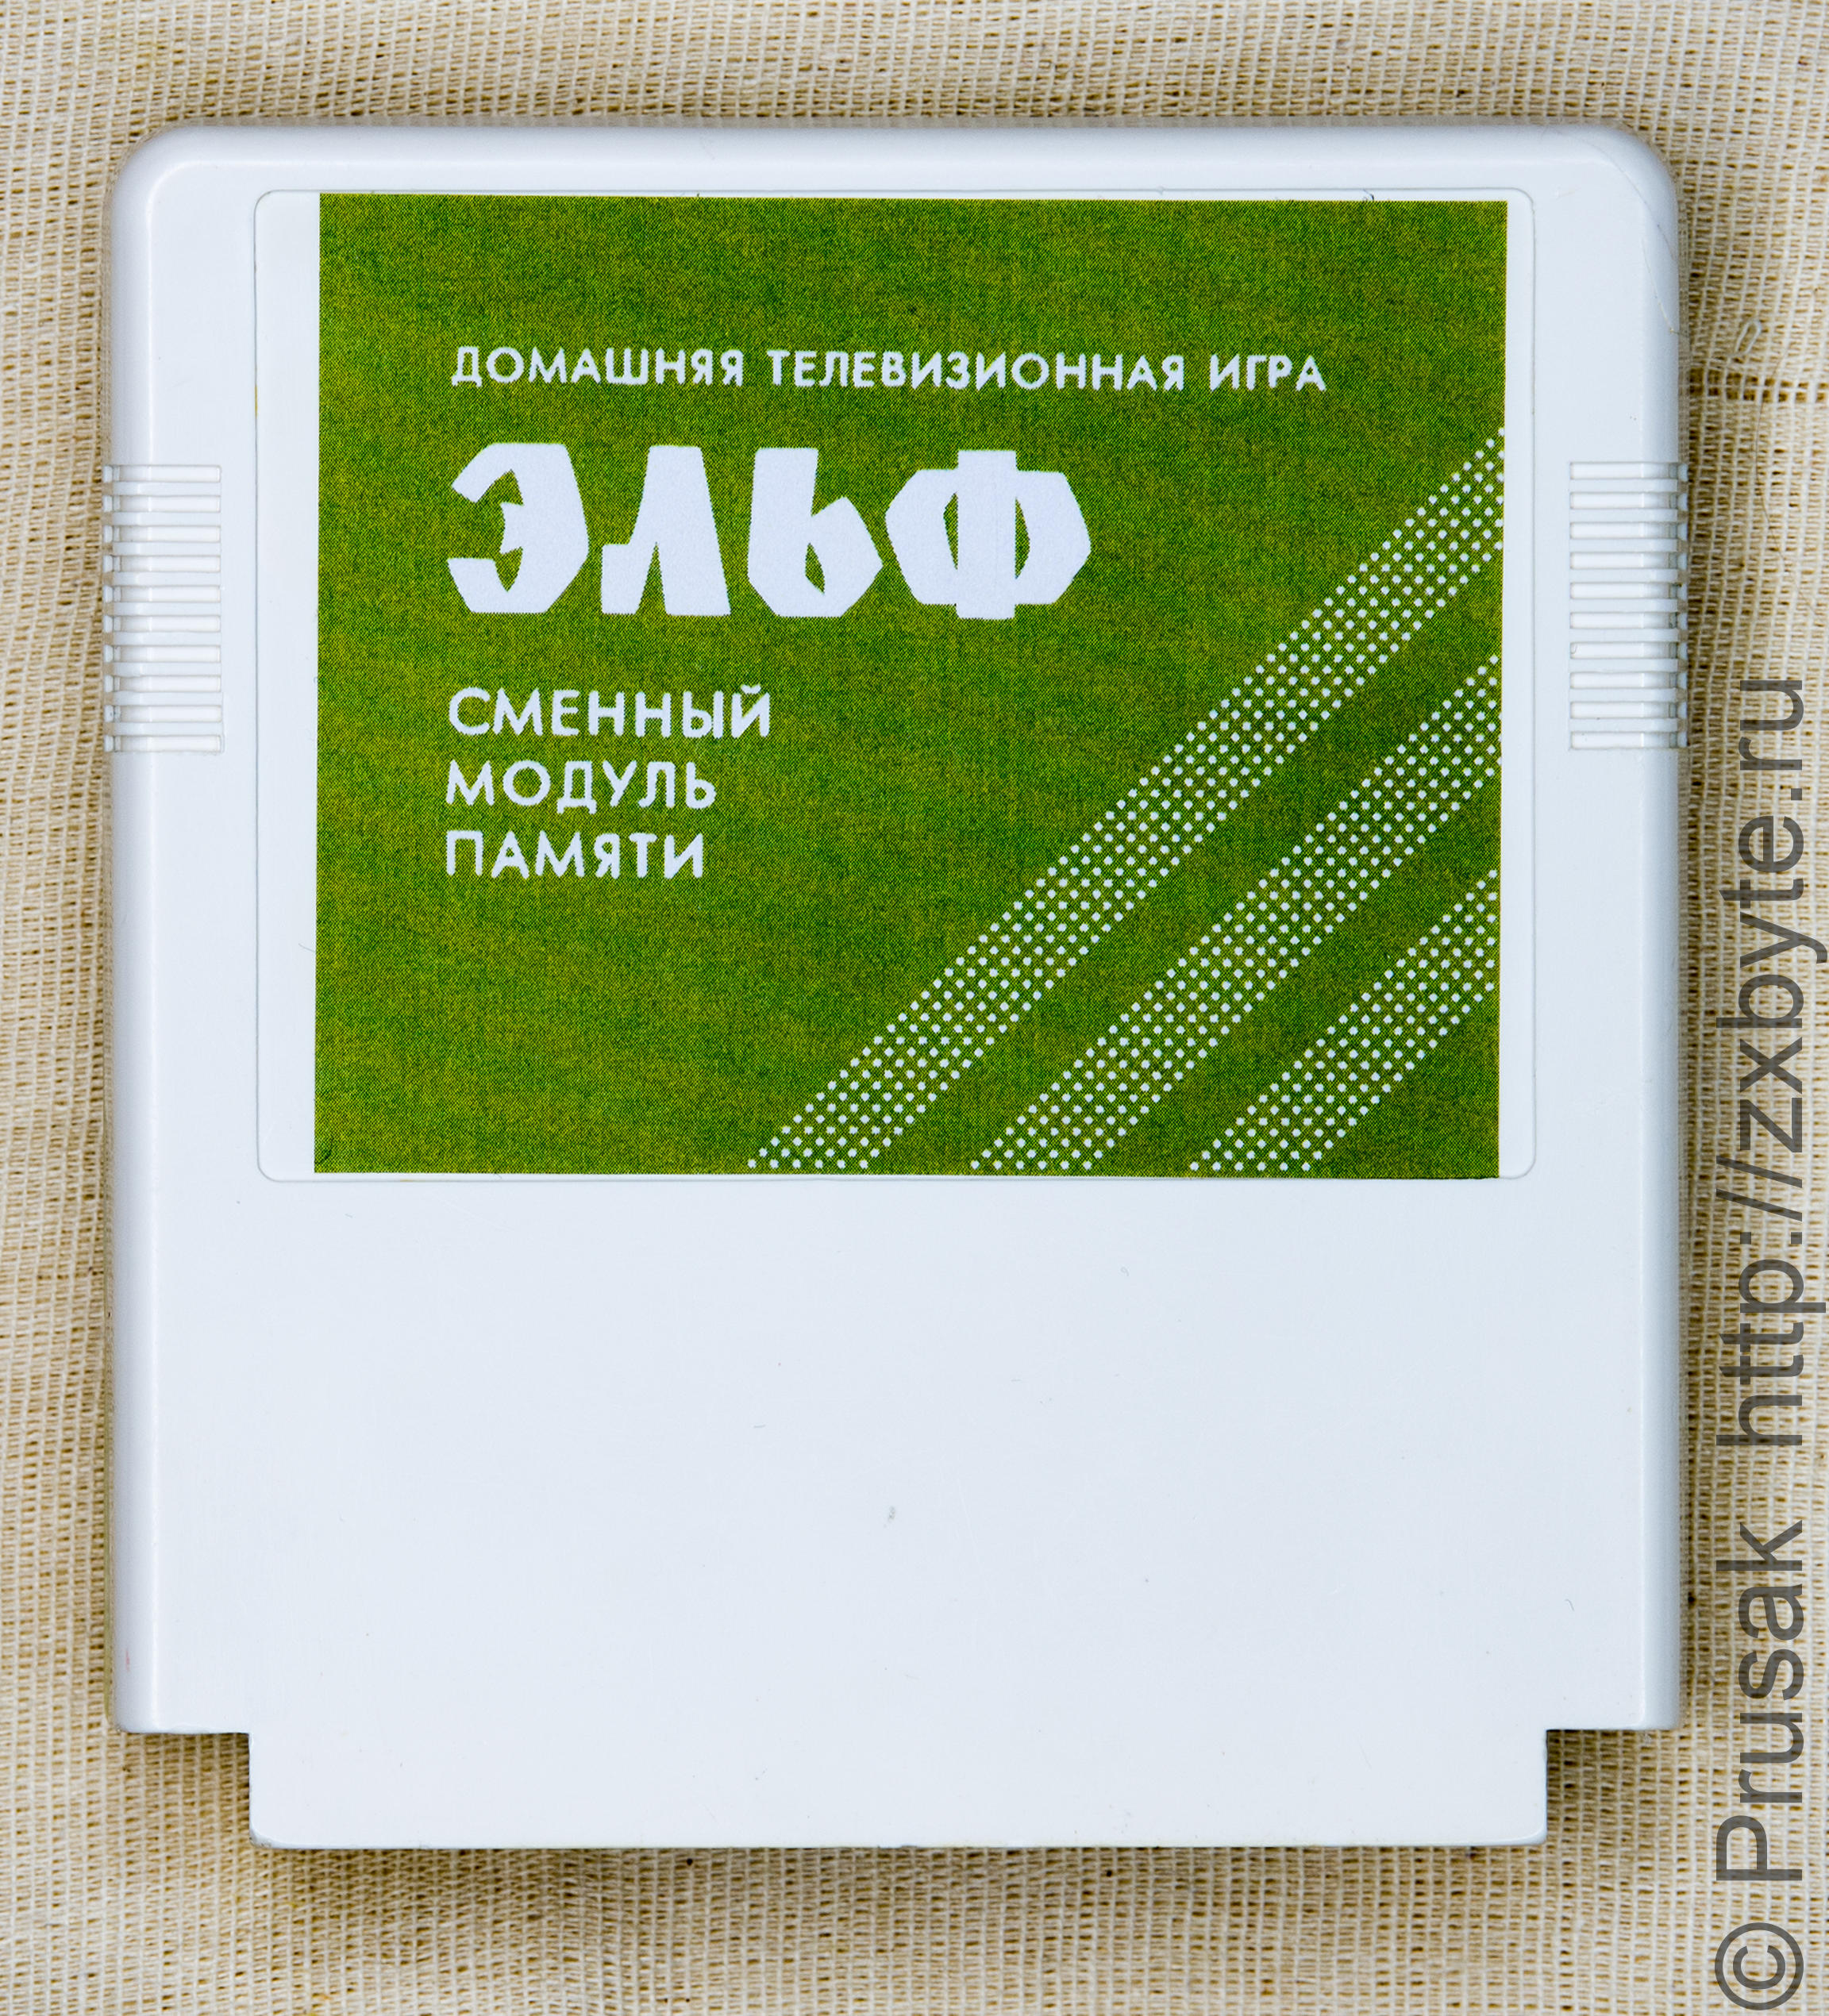 ДОМАШНЯЯ ТЕЛЕВИЗИОННАЯ ИГРА
ЭЛЬФ
СМЕННЫЙ
МОДУЛЬ
ПАМЯТИ
© Prusak http://zxbyte.ru